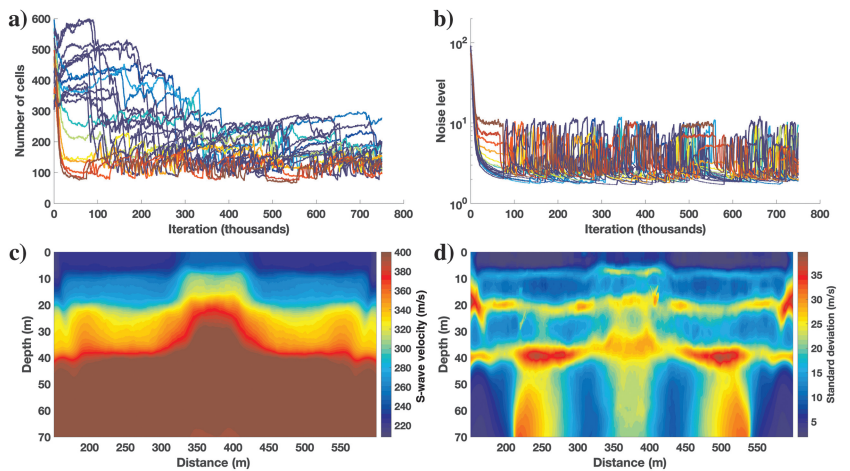 a)
600
500
400
300
200
100
0
Number of cells
0 100 200 300 400 500 600 700 800
Iteration (thousands)
b)
10²
10¹
10⁰
Noise level
0 100 200 300 400 500 600 700 800
Iteration (thousands)
c)
0
10
20
30
40
50
60
70
Depth (m)
200 250 300 350 400 450 500 550
Distance (m)
400
380
360
340
320
300
280
260
240
220
S-wave velocity (m/s)
d)
0
10
20
30
40
50
60
70
Depth (m)
200 250 300 350 400 450 500 550
Distance (m)
35
30
25
20
15
10
5
Standard deviation (m/s)